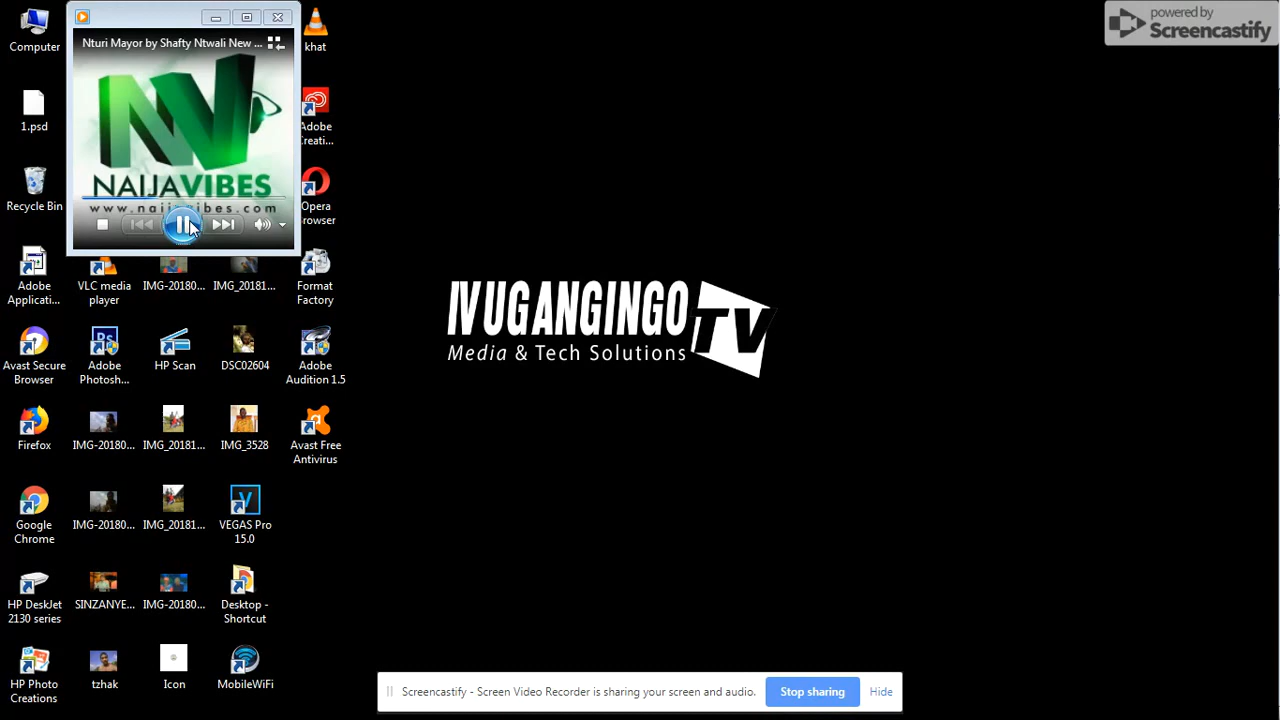 powered by
Screencastify
Nturi Mayor by Shafty Ntwali New ...
NV
NAIJAVIBES
Computer
khat
1.psd
Adobe
Creati...
Recycle Bin
Opera
Browser
Adobe
Applicati...
VLC media
player
IMG-20180...
IMG_20181...
Format
Factory
IVUGANGINGO
TV
Media & Tech Solutions
Avast Secure
Browser
Adobe
Photosh...
HP Scan
DSC02604
Adobe
Audition 1.5
Firefox
IMG-20180...
IMG_20181...
IMG_3528
Avast Free
Antivirus
Google
Chrome
IMG-20180...
IMG_20181...
VEGAS Pro
15.0
HP DeskJet
2130 series
SINZANYE...
IMG-20180...
Desktop -
Shortcut
HP Photo
Creations
tzhak
Icon
MobileWiFi
Screencastify - Screen Video Recorder is sharing your screen and audio.
Stop sharing
Hide